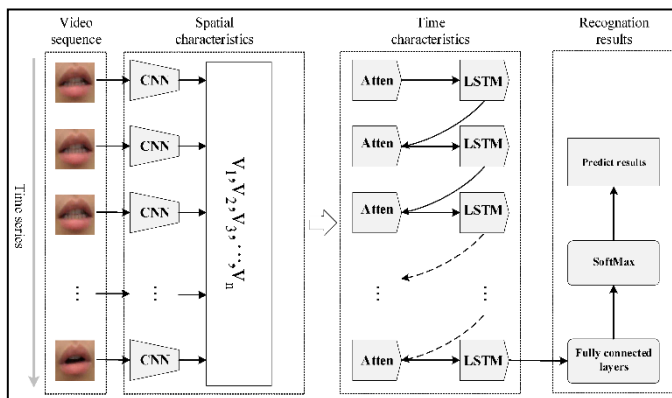 Video
sequence
Spatial
characteristics
Time
characteristics
Recognation
results
Time series
CNN
CNN
CNN
...
...
CNN
V1,V2,V3,...,Vn
Atten
LSTM
Atten
LSTM
Atten
LSTM
...
...
Atten
LSTM
Predict results
SoftMax
Fully connected
layers